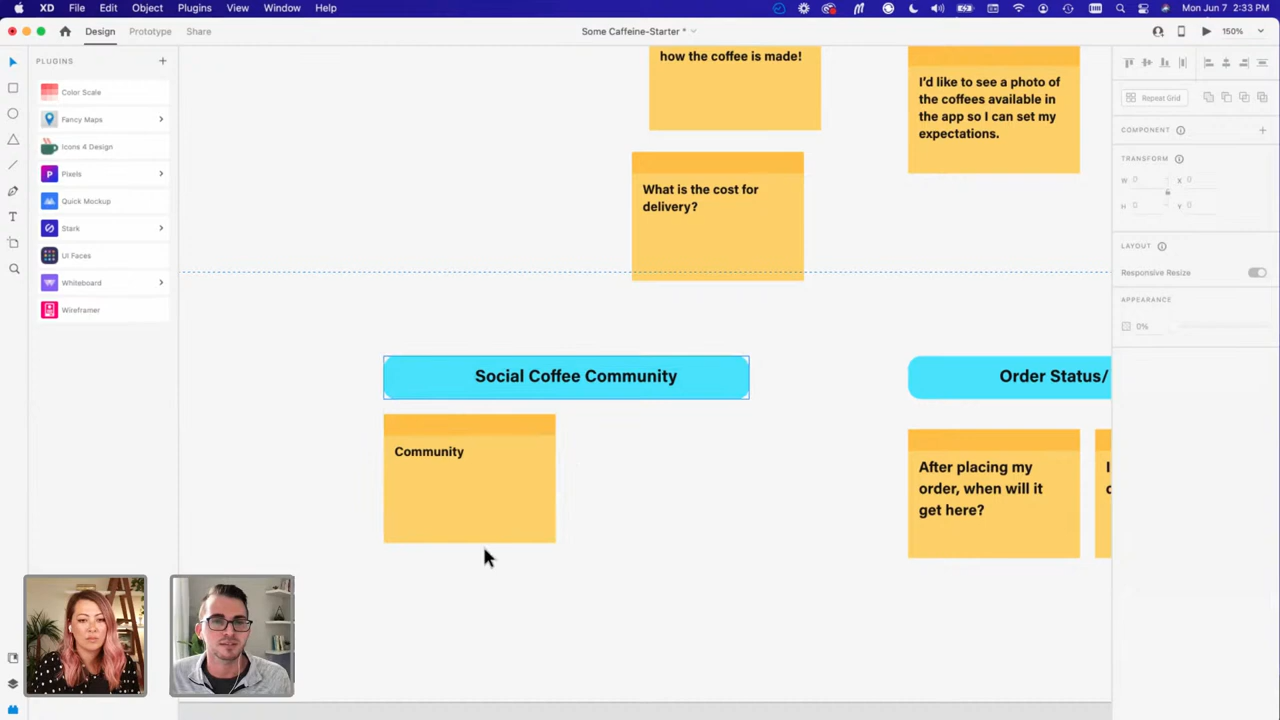 XD File Edit Object Plugins View Window Help
Mon Jun 7 2:33 PM
Design Prototype Share
Some Caffeine-Starter *
150%
PLUGINS
Color Scale
Fancy Maps
Icons 4 Design
Pixels
Quick Mockup
Stark
UI Faces
Whiteboard
Wireframer
how the coffee is made!
I'd like to see a photo of
the coffees available in
the app so I can set my
expectations.
What is the cost for
delivery?
Social Coffee Community
Community
Order Status/
After placing my
order, when will it
get here?
Repeat Grid
COMPONENT
TRANSFORM
W 0 X 0
H 0 Y 0
LAYOUT
Responsive Resize
APPEARANCE
0%